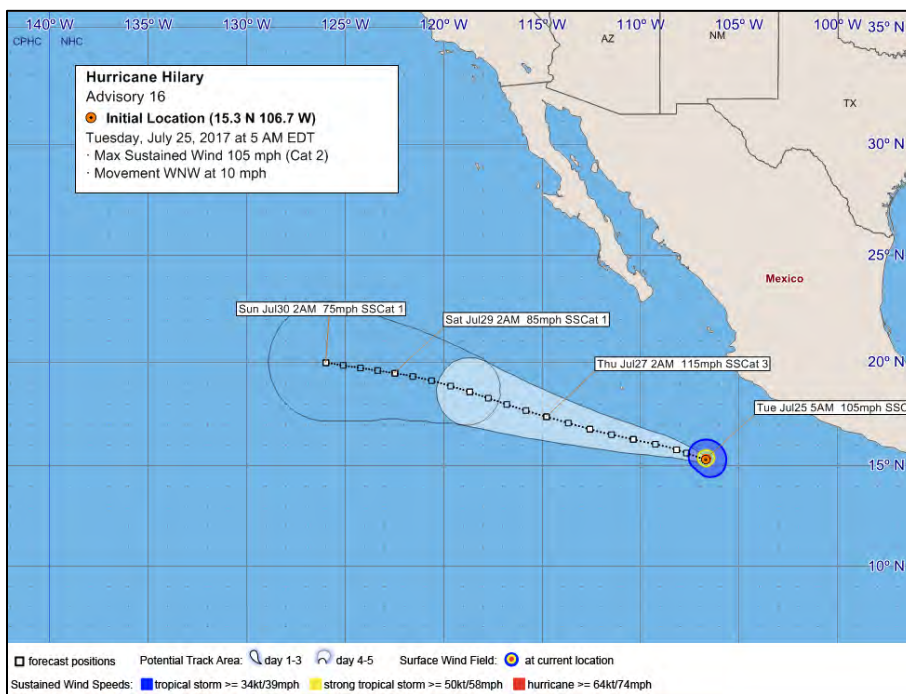 140° W 135° W 130° W 125° W 120° W 115° W 110° W 105° W 100° W 35° N
CPHC NHC
AZ NM
TX
Hurricane Hilary
Advisory 16
Initial Location (15.3 N 106.7 W)
Tuesday, July 25, 2017 at 5 AM EDT
· Max Sustained Wind 105 mph (Cat 2)
· Movement WNW at 10 mph
30° N
25° N
Mexico
Sun Jul30 2AM 75mph SSCat 1
Sat Jul29 2AM 85mph SSCat 1
20° N
Thu Jul27 2AM 115mph SSCat 3
Tue Jul25 5AM 105mph SSC
15° N
10° N
forecast positions Potential Track Area: day 1-3 day 4-5 Surface Wind Field: at current location
Sustained Wind Speeds: tropical storm >= 34kt/39mph strong tropical storm >= 50kt/58mph hurricane >= 64kt/74mph